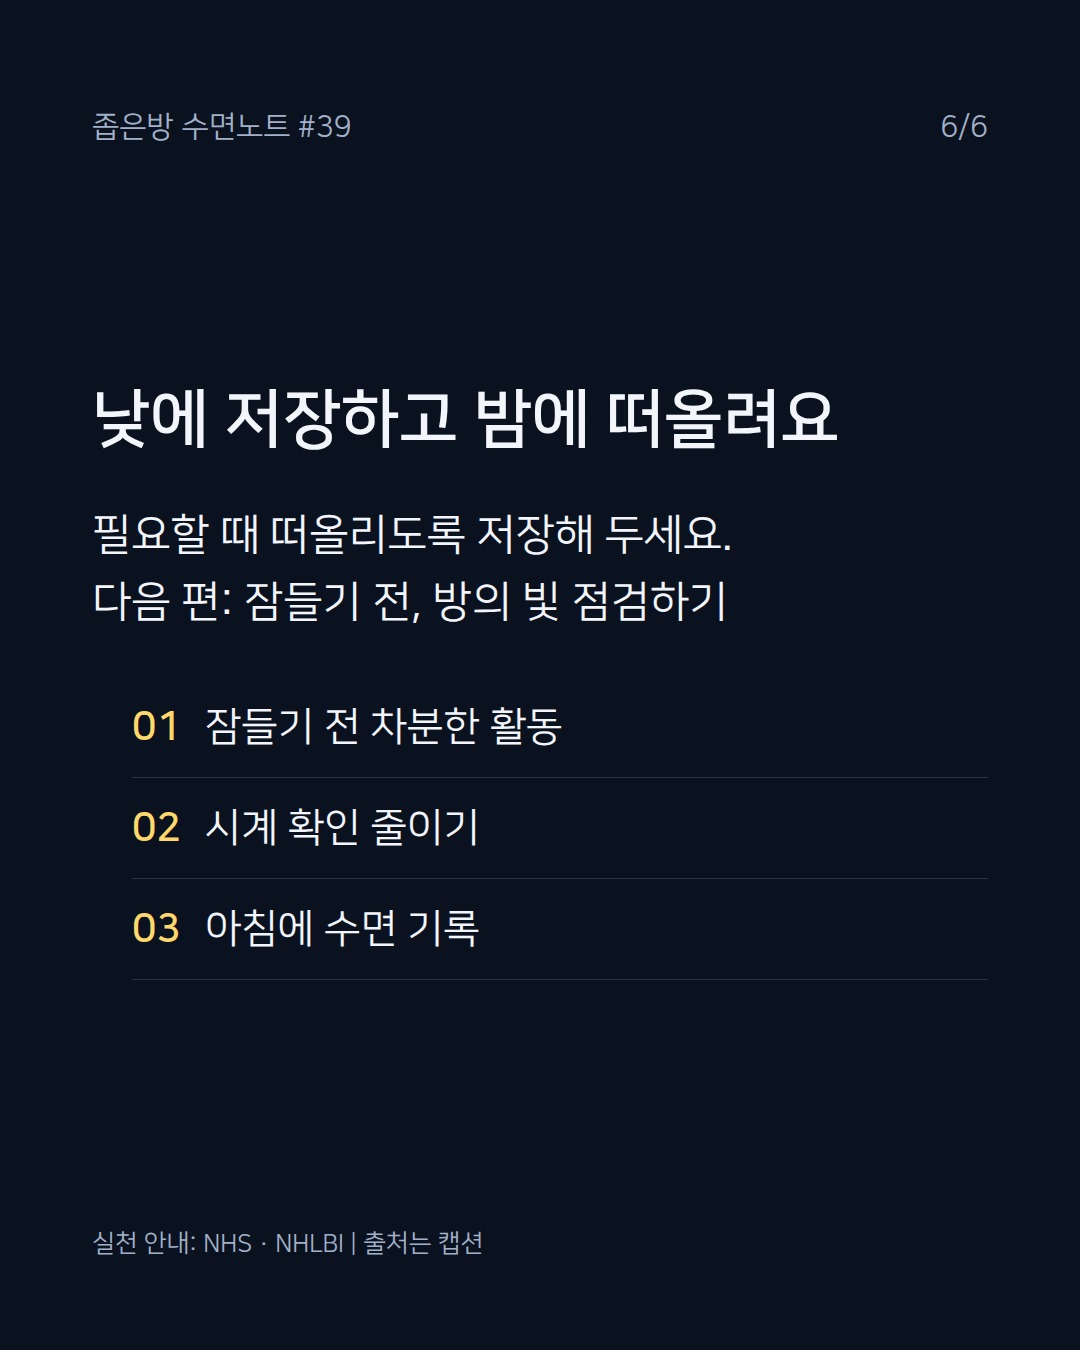 좁은방 수면노트 #39
6/6
낮에 저장하고 밤에 떠올려요
필요할 때 떠올리도록 저장해 두세요.
다음 편: 잠들기 전, 방의 빛 점검하기
01 잠들기 전 차분한 활동
02 시계 확인 줄이기
03 아침에 수면 기록
실천 안내: NHS · NHLBI | 출처는 캡션